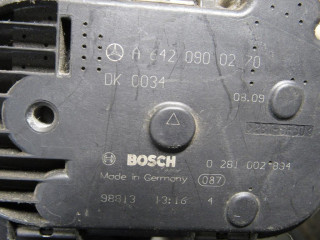 A 642 090 02 70
DK 0034
08.09
BOSCH 0 281 002 834
Made in Germany 087
98813 13:16 4